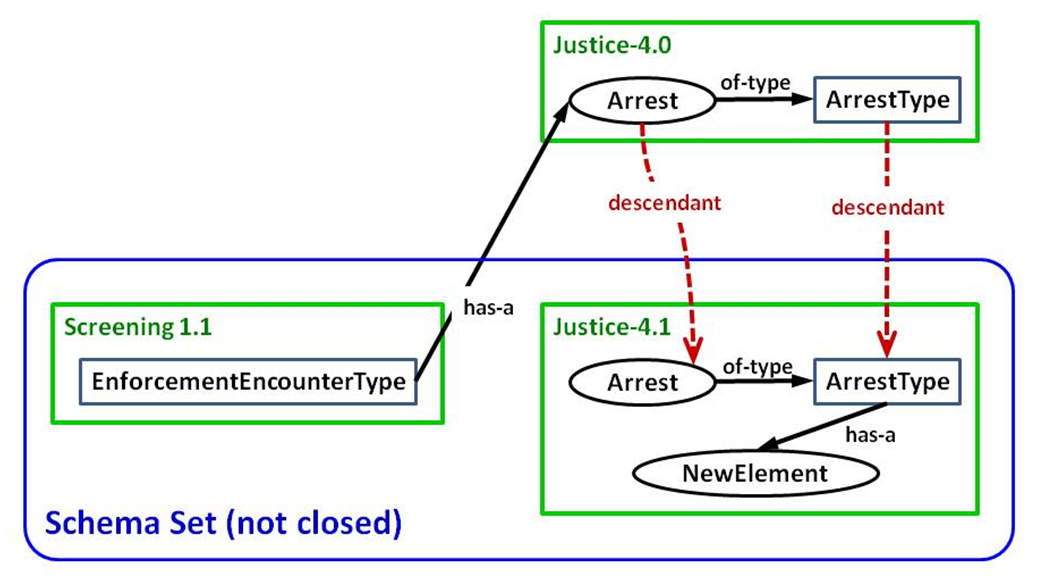 Justice-4.0
Arrest
of-type
ArrestType
descendant
descendant
has-a
Screening 1.1
EnforcementEncounterType
Justice-4.1
Arrest
of-type
ArrestType
has-a
NewElement
Schema Set (not closed)